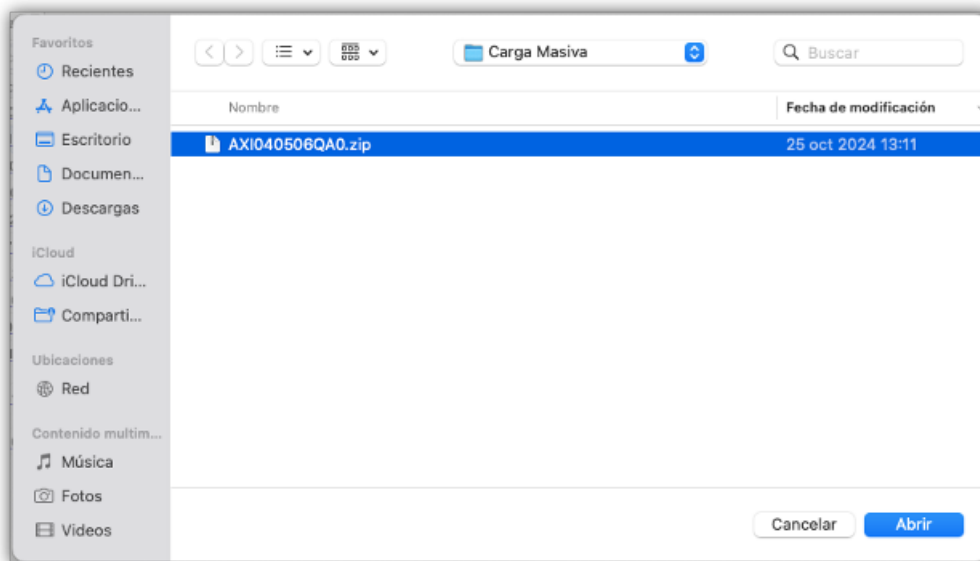 Favoritos
Recientes
Aplicacio...
Escritorio
Documen...
Descargas
iCloud
iCloud Dri...
Comparti...
Ubicaciones
Red
Contenido multim...
Música
Fotos
Videos
Carga Masiva
Buscar
Nombre
Fecha de modificación
AXI040506QA0.zip
25 oct 2024 13:11
Cancelar
Abrir